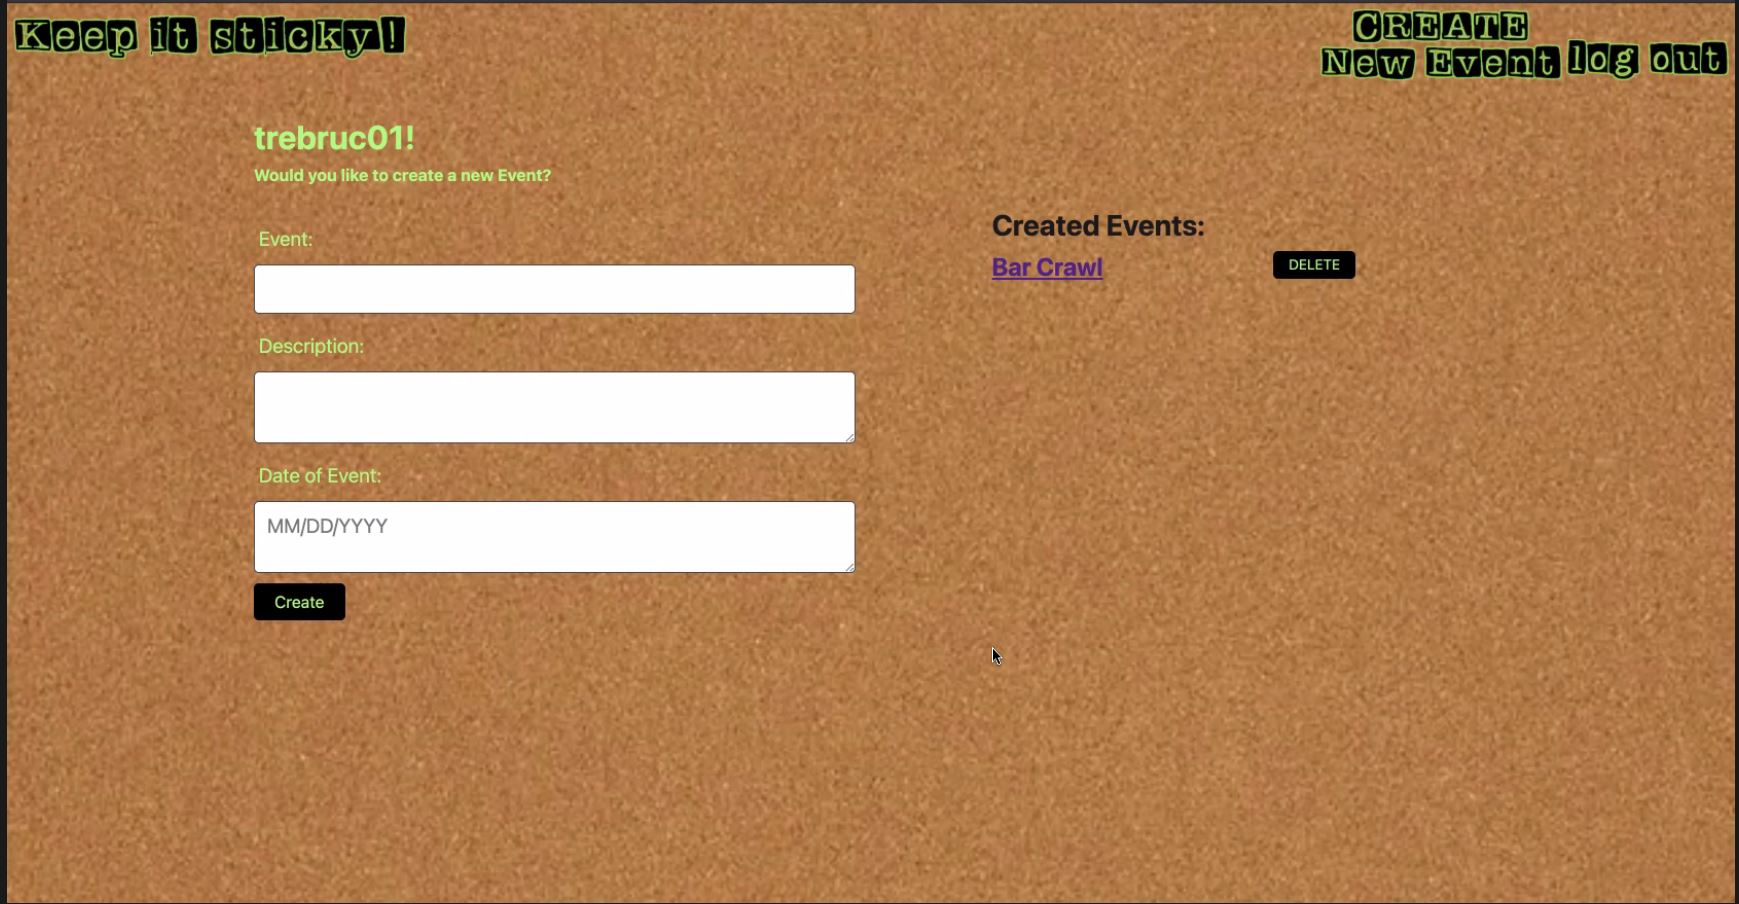 Keep it sticky!
CREATE
New Event
log out
trebruc01!
Would you like to create a new Event?
Event:
Description:
Date of Event:
MM/DD/YYYY
Create
Created Events:
Bar Crawl
DELETE